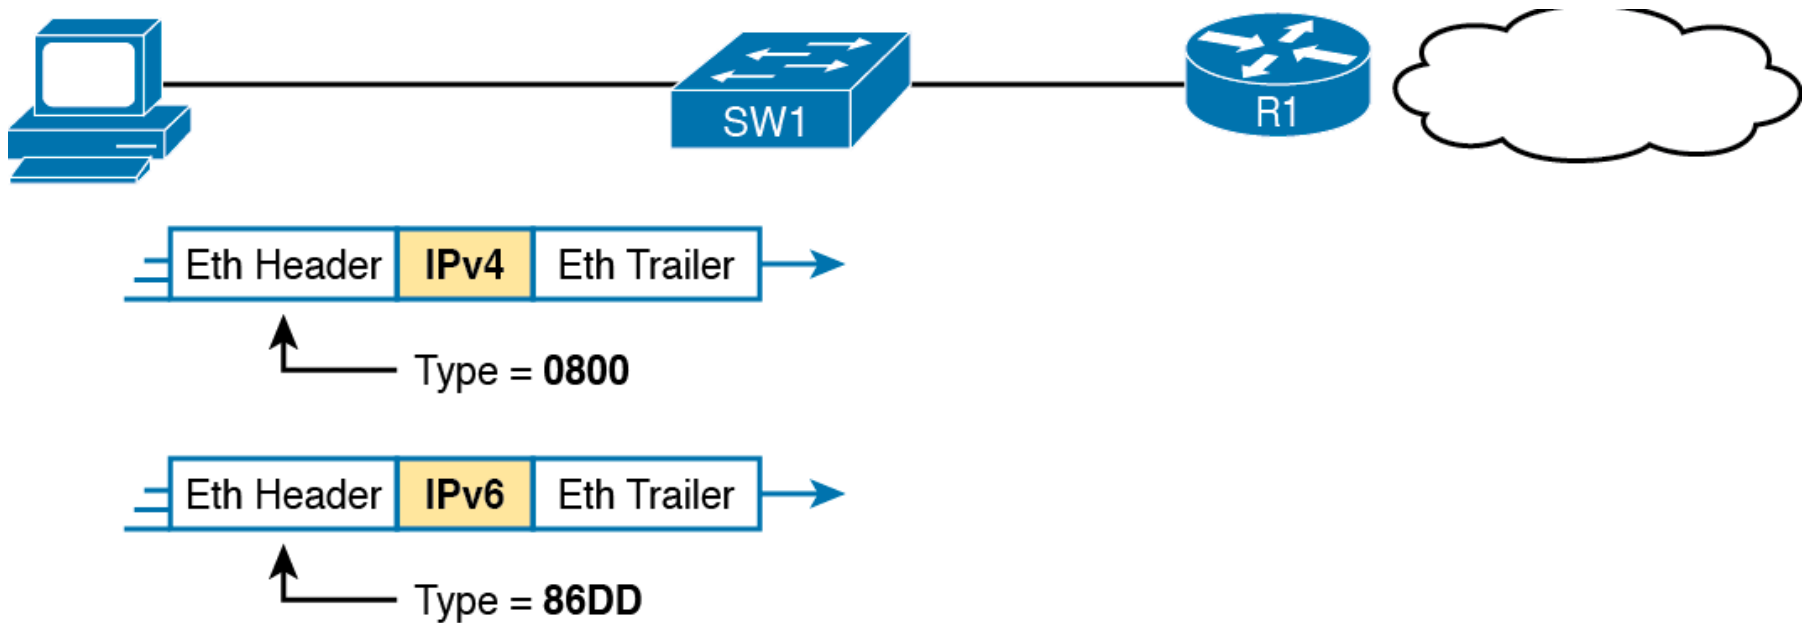 SW1
R1
Eth Header IPv4 Eth Trailer
Type = 0800
Eth Header IPv6 Eth Trailer
Type = 86DD